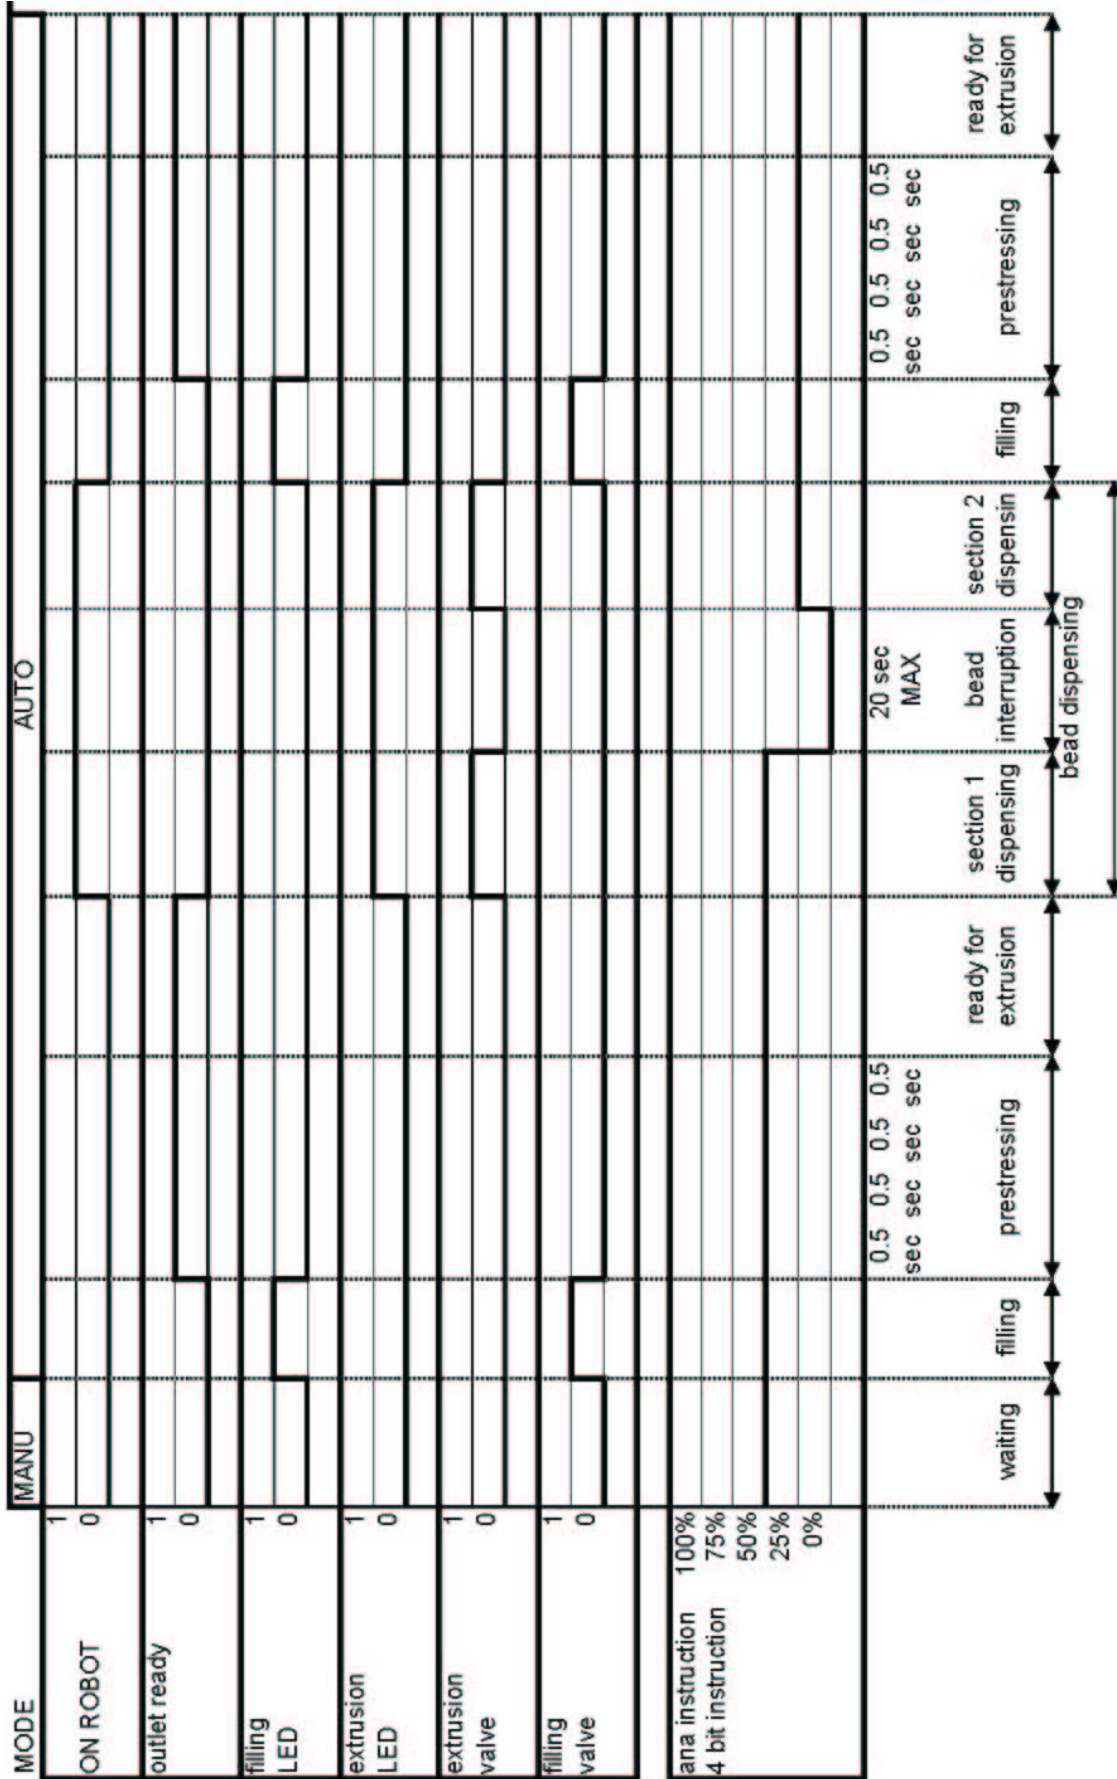 MODE
MANU
AUTO
ON ROBOT
1
0
outlet ready
1
0
filling
LED
1
0
extrusion
LED
1
0
extrusion
valve
1
0
filling
valve
1
0
ana instruction
4 bit instruction
100%
75%
50%
25%
0%
0.5 0.5 0.5 0.5
sec sec sec sec
20 sec
MAX
0.5 0.5 0.5 0.5
sec sec sec sec
waiting
filling
prestressing
ready for
extrusion
section 1
dispensing
bead
interruption
section 2
dispensin
filling
prestressing
ready for
extrusion
bead dispensing